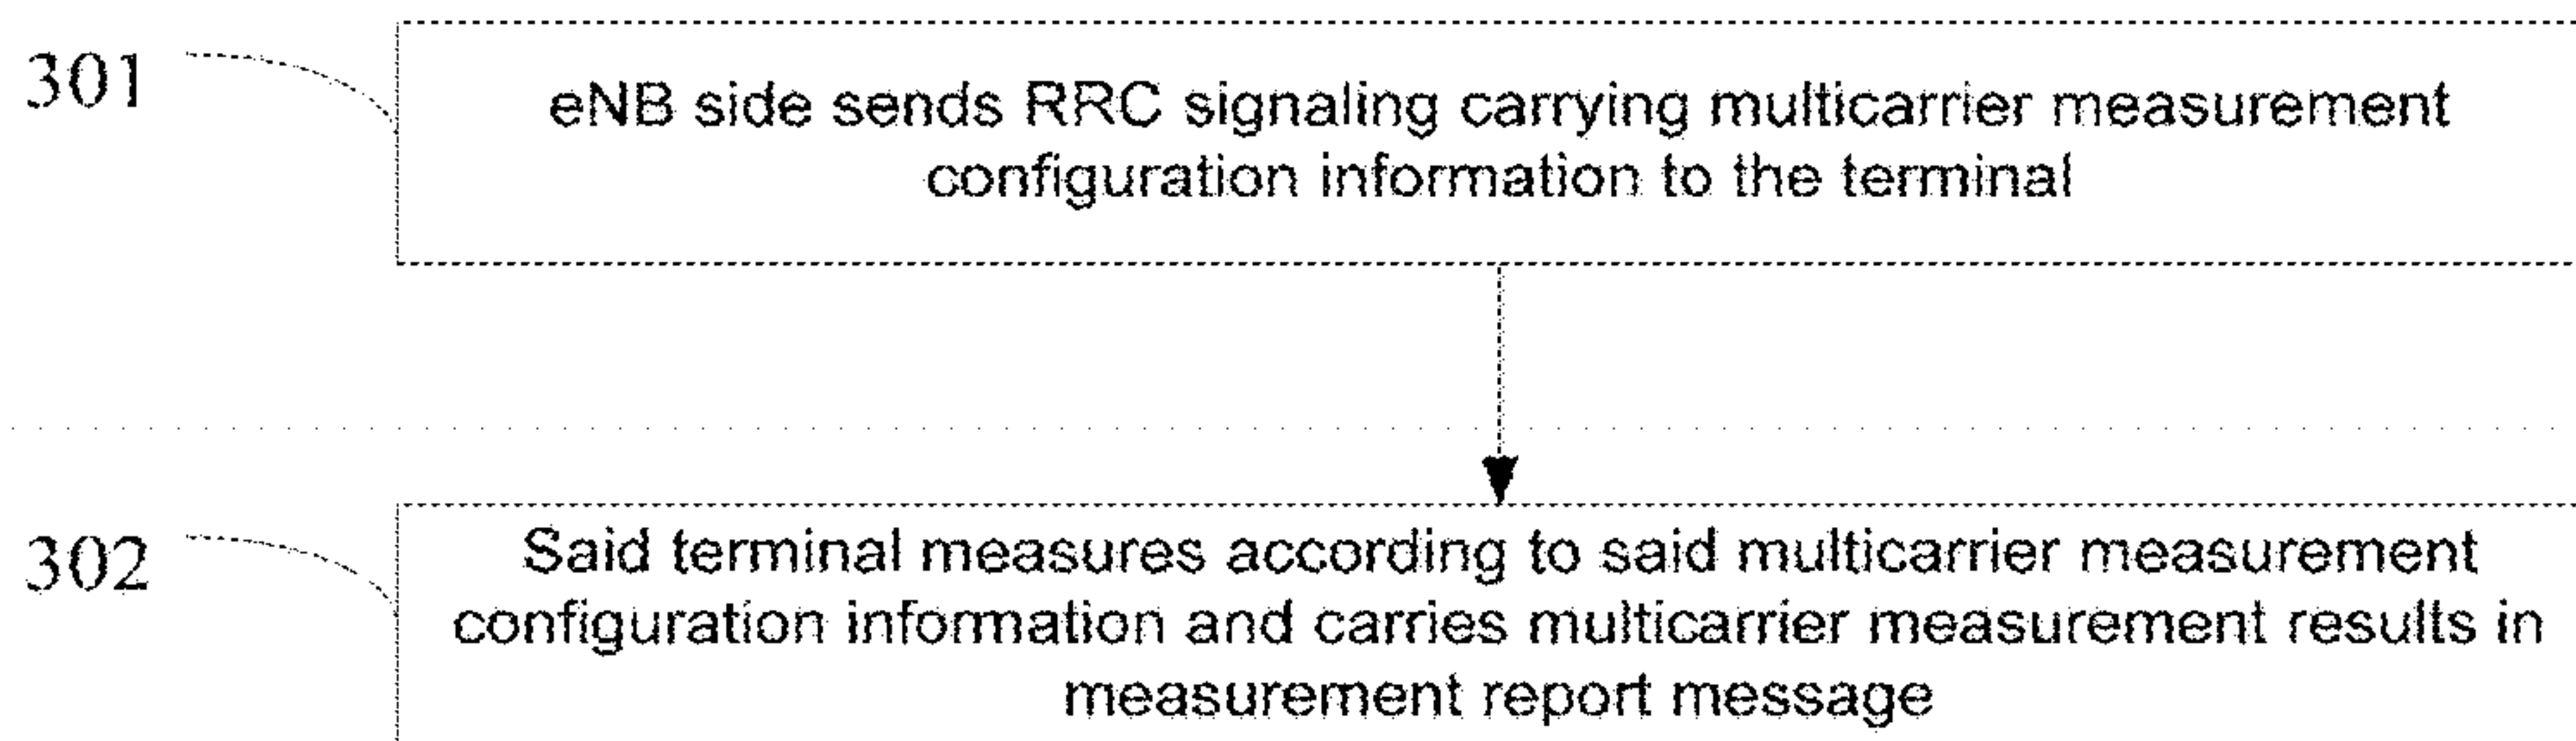 301
eNB side sends RRC signaling carrying multicarrier measurement
configuration information to the terminal
302
Said terminal measures according to said multicarrier measurement
configuration information and carries multicarrier measurement results in
measurement report message